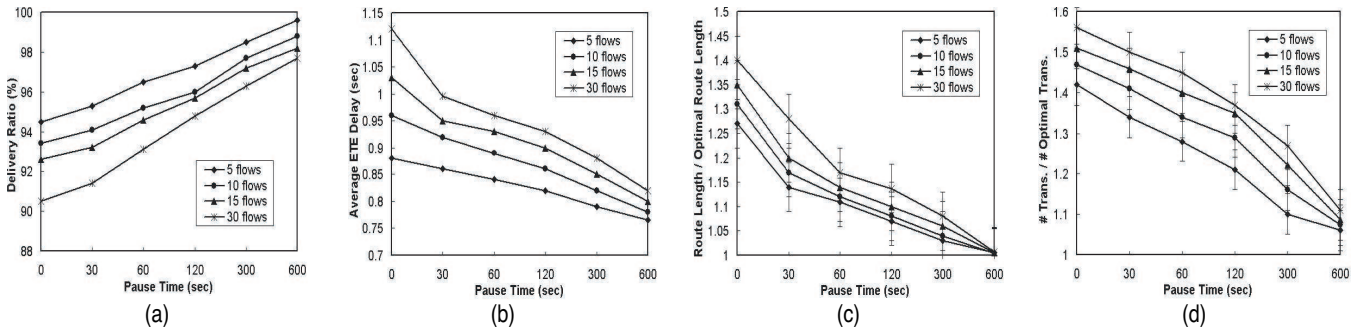 100
98
96
94
92
90
88
Delivery Ratio (%)
5 flows
10 flows
15 flows
30 flows
0 30 60 120 300 600
Pause Time (sec)
(a)
1.15
1.1
1.05
1
0.95
0.9
0.85
0.8
0.75
0.7
Average ETE Delay (sec)
5 flows
10 flows
15 flows
30 flows
0 30 60 120 300 600
Pause Time (sec)
(b)
1.5
1.45
1.4
1.35
1.3
1.25
1.2
1.15
1.1
1.05
1
Route Length / Optimal Route Length
5 flows
10 flows
15 flows
30 flows
0 30 60 120 300 600
Pause Time (sec)
(c)
1.6
1.5
1.4
1.3
1.2
1.1
1
# Trans. / # Optimal Trans.
5 flows
10 flows
15 flows
30 flows
0 30 60 120 300 600
Pause Time (sec)
(d)